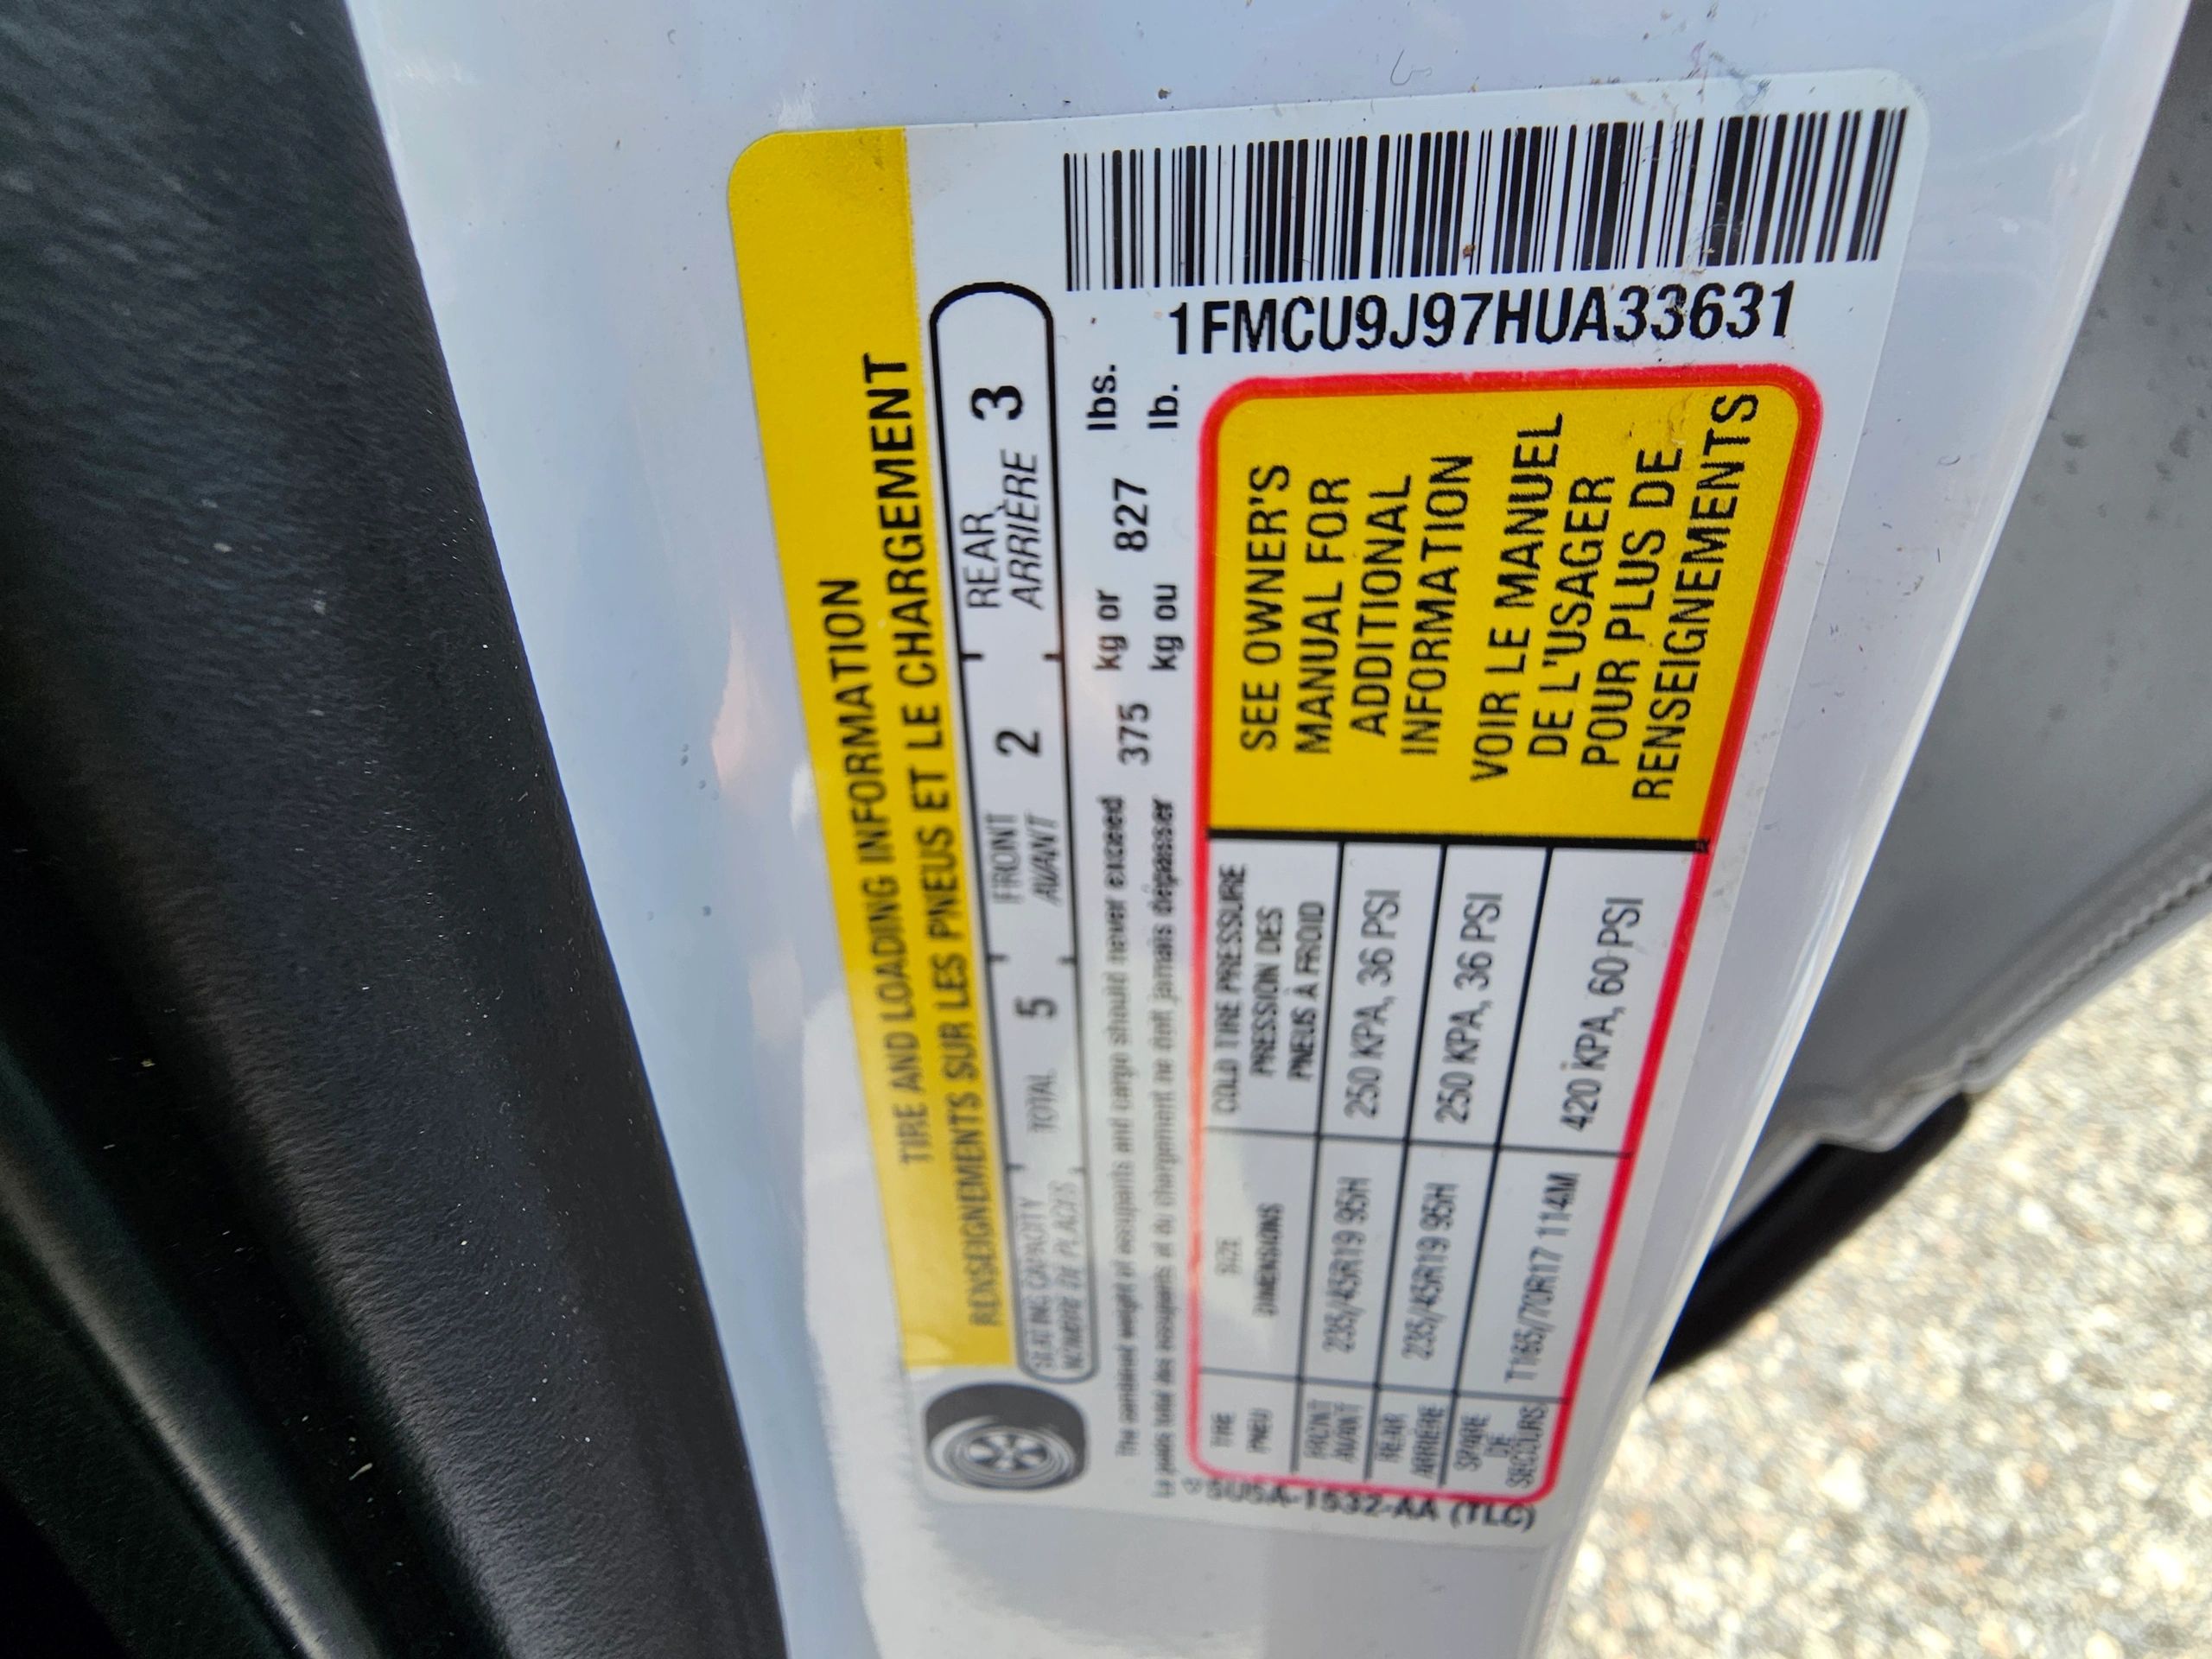 TIRE AND LOADING INFORMATION
RENSEIGNEMENTS SUR LES PNEUS ET LE CHARGEMENT
SEATING CAPACITY TOTAL 5 FRONT 2 REAR 3
NOMBRE DE PLACES AVANT ARRIÈRE
The combined weight of occupants and cargo should never exceed 375 kg or 827 lbs.
Le poids total des occupants et du chargement ne doit jamais dépasser kg ou lb.
1FMCU9J97HUA33631
TIRE SIZE COLD TIRE PRESSURE
PNEU DIMENSIONS PRESSION DES
PNEUS À FROID
FRONT
AVANT 235/45R19 95H 250 KPA, 36 PSI
REAR
ARRIÈRE 235/45R19 95H 250 KPA, 36 PSI
SPARE
DE
SECOURS T165/70R17 114M 420 KPA, 60 PSI
SEE OWNER'S
MANUAL FOR
ADDITIONAL
INFORMATION
VOIR LE MANUEL
DE L'USAGER
POUR PLUS DE
RENSEIGNEMENTS
5U5A-1532-AA (TLC)